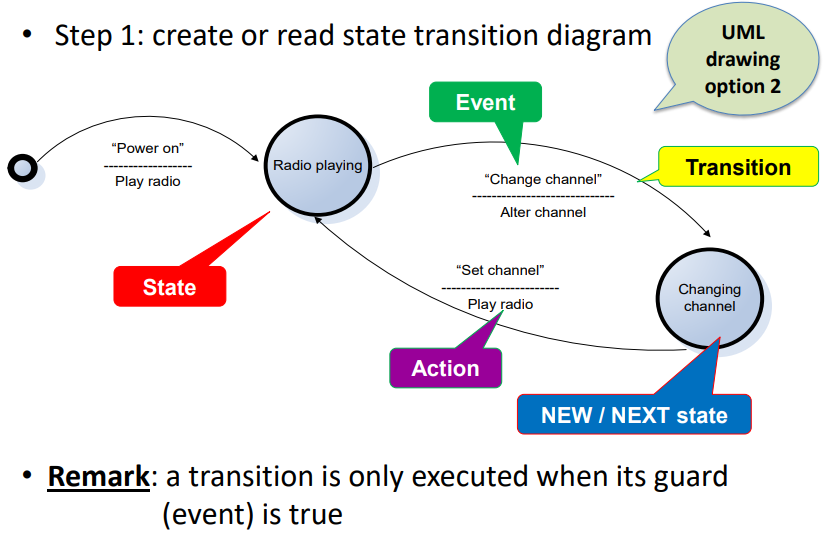 • Step 1: create or read state transition diagram
UML
drawing
option 2
Event
“Power on”
------------------
Play radio
Radio playing
“Change channel”
-----------------------------
Alter channel
Transition
State
“Set channel”
------------------------
Play radio
Changing
channel
Action
NEW / NEXT state
• Remark: a transition is only executed when its guard
(event) is true